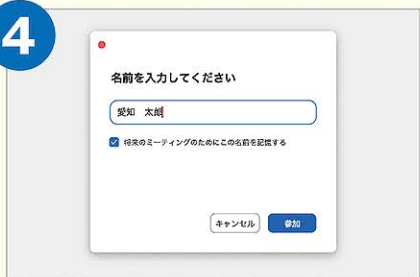 4
名前を入力してください
愛知　太郎
将来のミーティングのためにこの名前を記憶する
キャンセル
参加